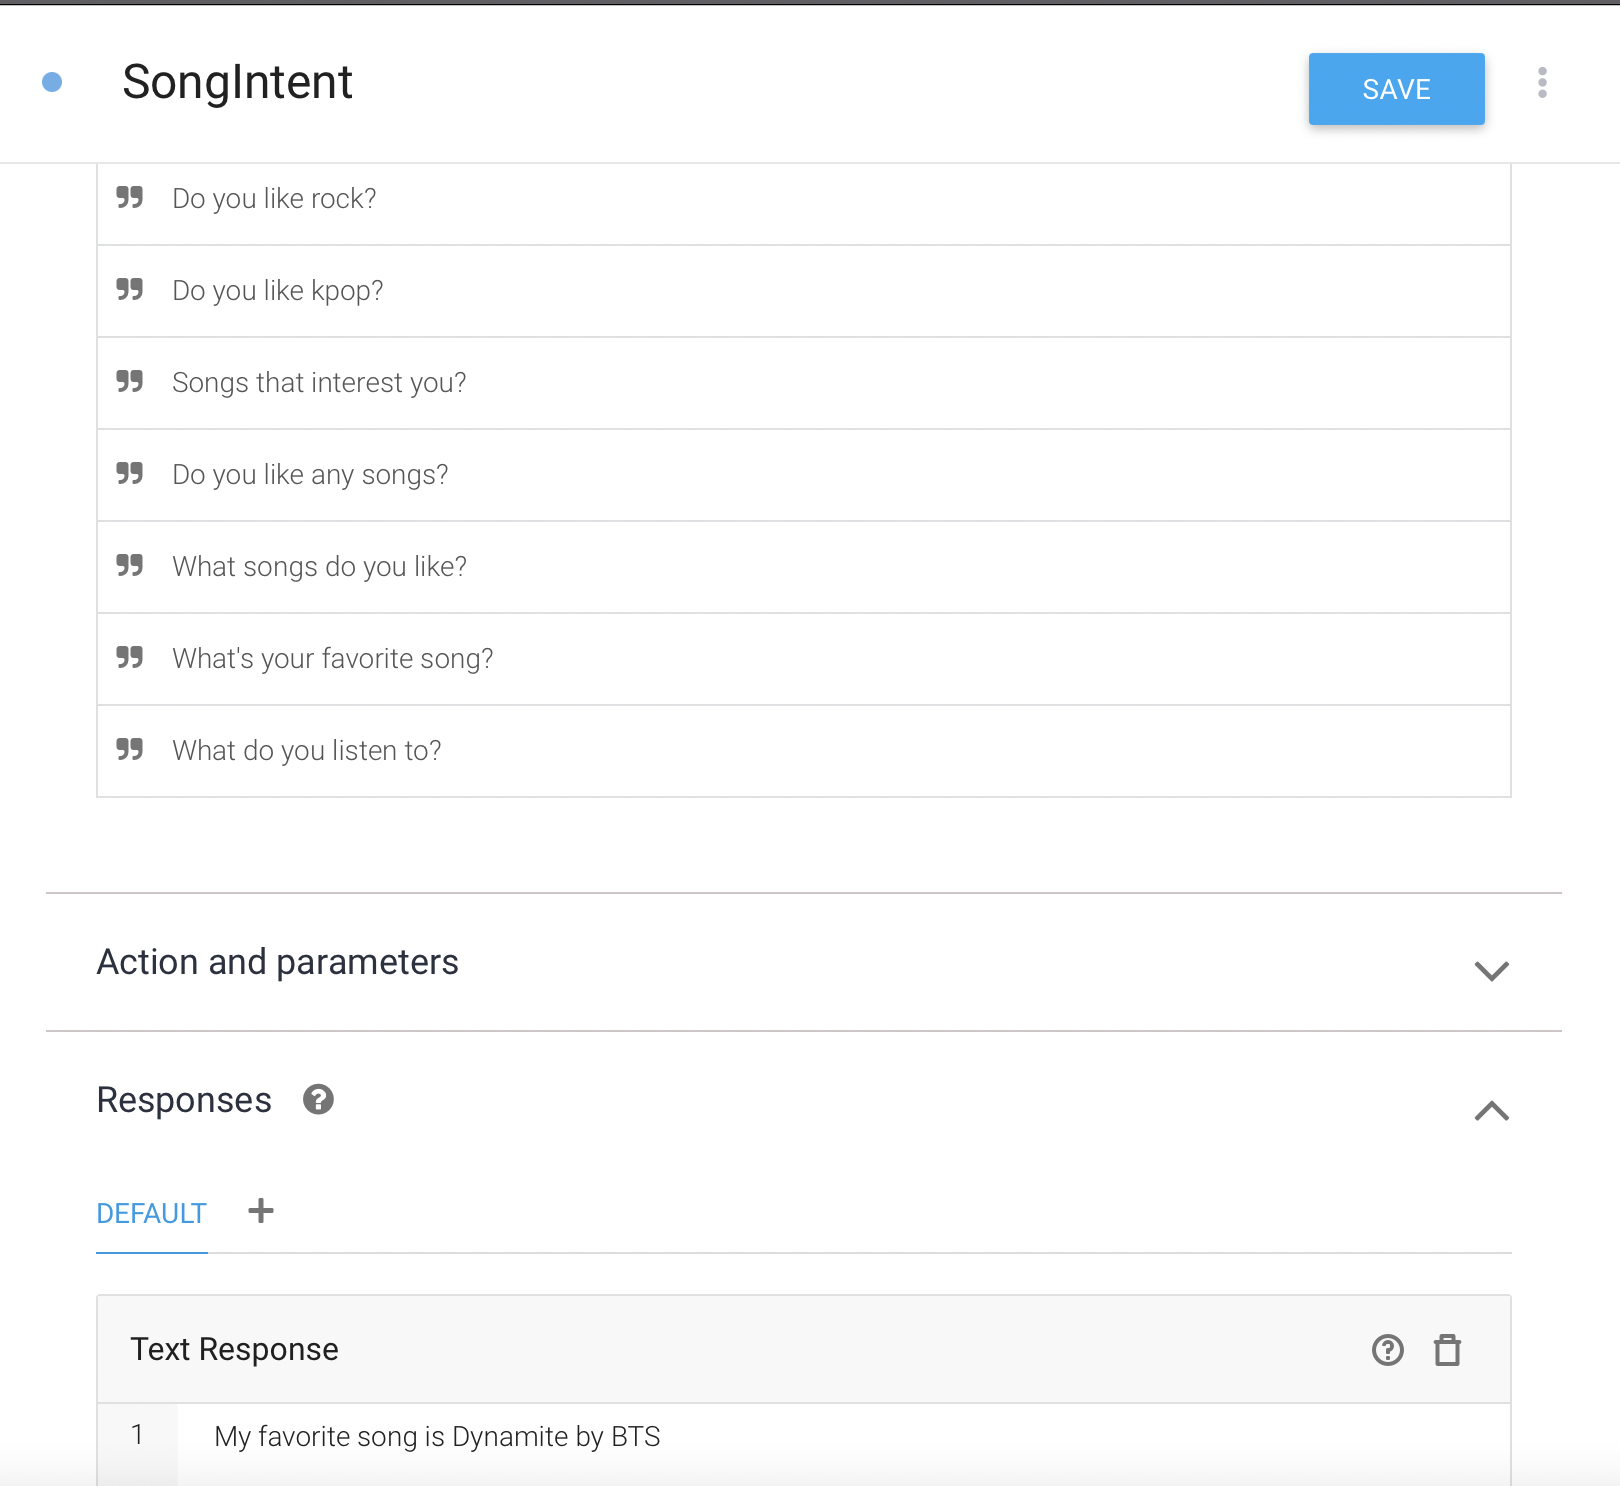 SongIntent
SAVE
Do you like rock?
Do you like kpop?
Songs that interest you?
Do you like any songs?
What songs do you like?
What's your favorite song?
What do you listen to?
Action and parameters
Responses
DEFAULT +
Text Response
1 My favorite song is Dynamite by BTS